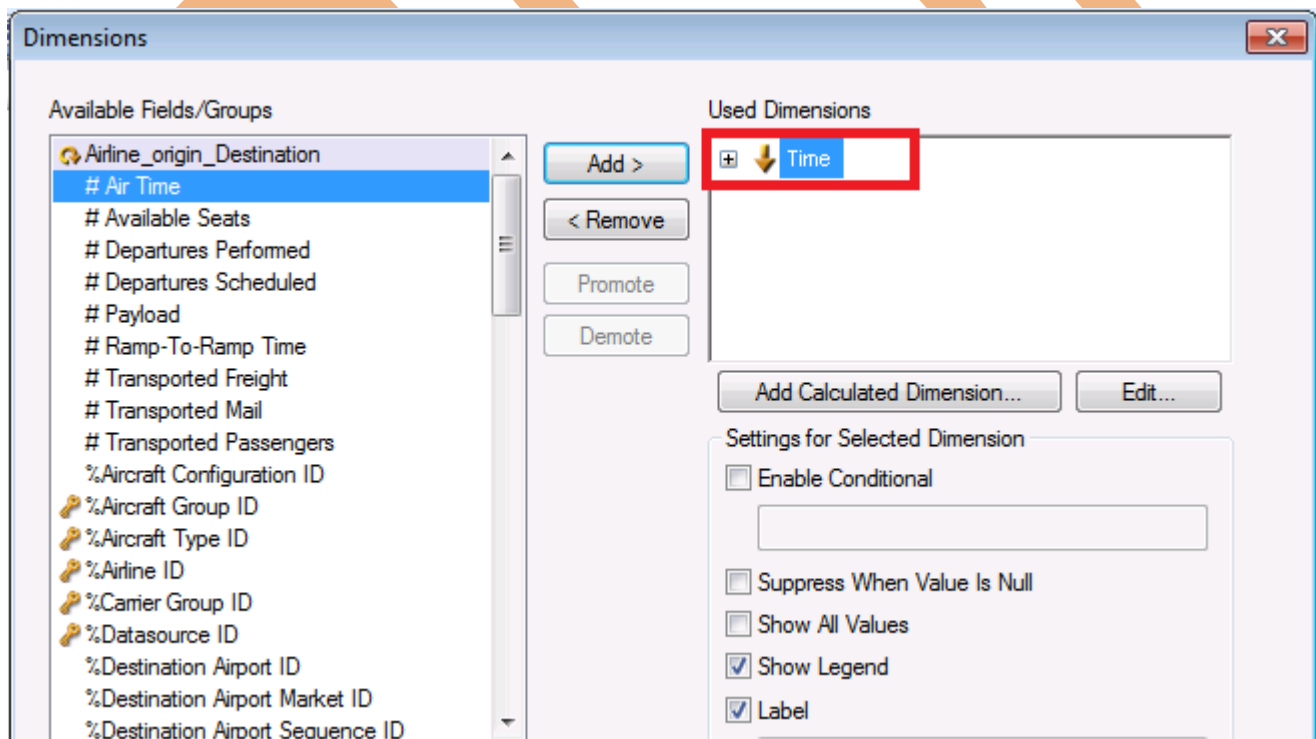 Dimensions
Available Fields/Groups
Airline_origin_Destination
# Air Time
# Available Seats
# Departures Performed
# Departures Scheduled
# Payload
# Ramp-To-Ramp Time
# Transported Freight
# Transported Mail
# Transported Passengers
%Aircraft Configuration ID
%Aircraft Group ID
%Aircraft Type ID
%Airline ID
%Carrier Group ID
%Datasource ID
%Destination Airport ID
%Destination Airport Market ID
%Destination Airport Sequence ID
Add >
< Remove
Promote
Demote
Used Dimensions
Time
Add Calculated Dimension...
Edit...
Settings for Selected Dimension
Enable Conditional
Suppress When Value Is Null
Show All Values
Show Legend
Label